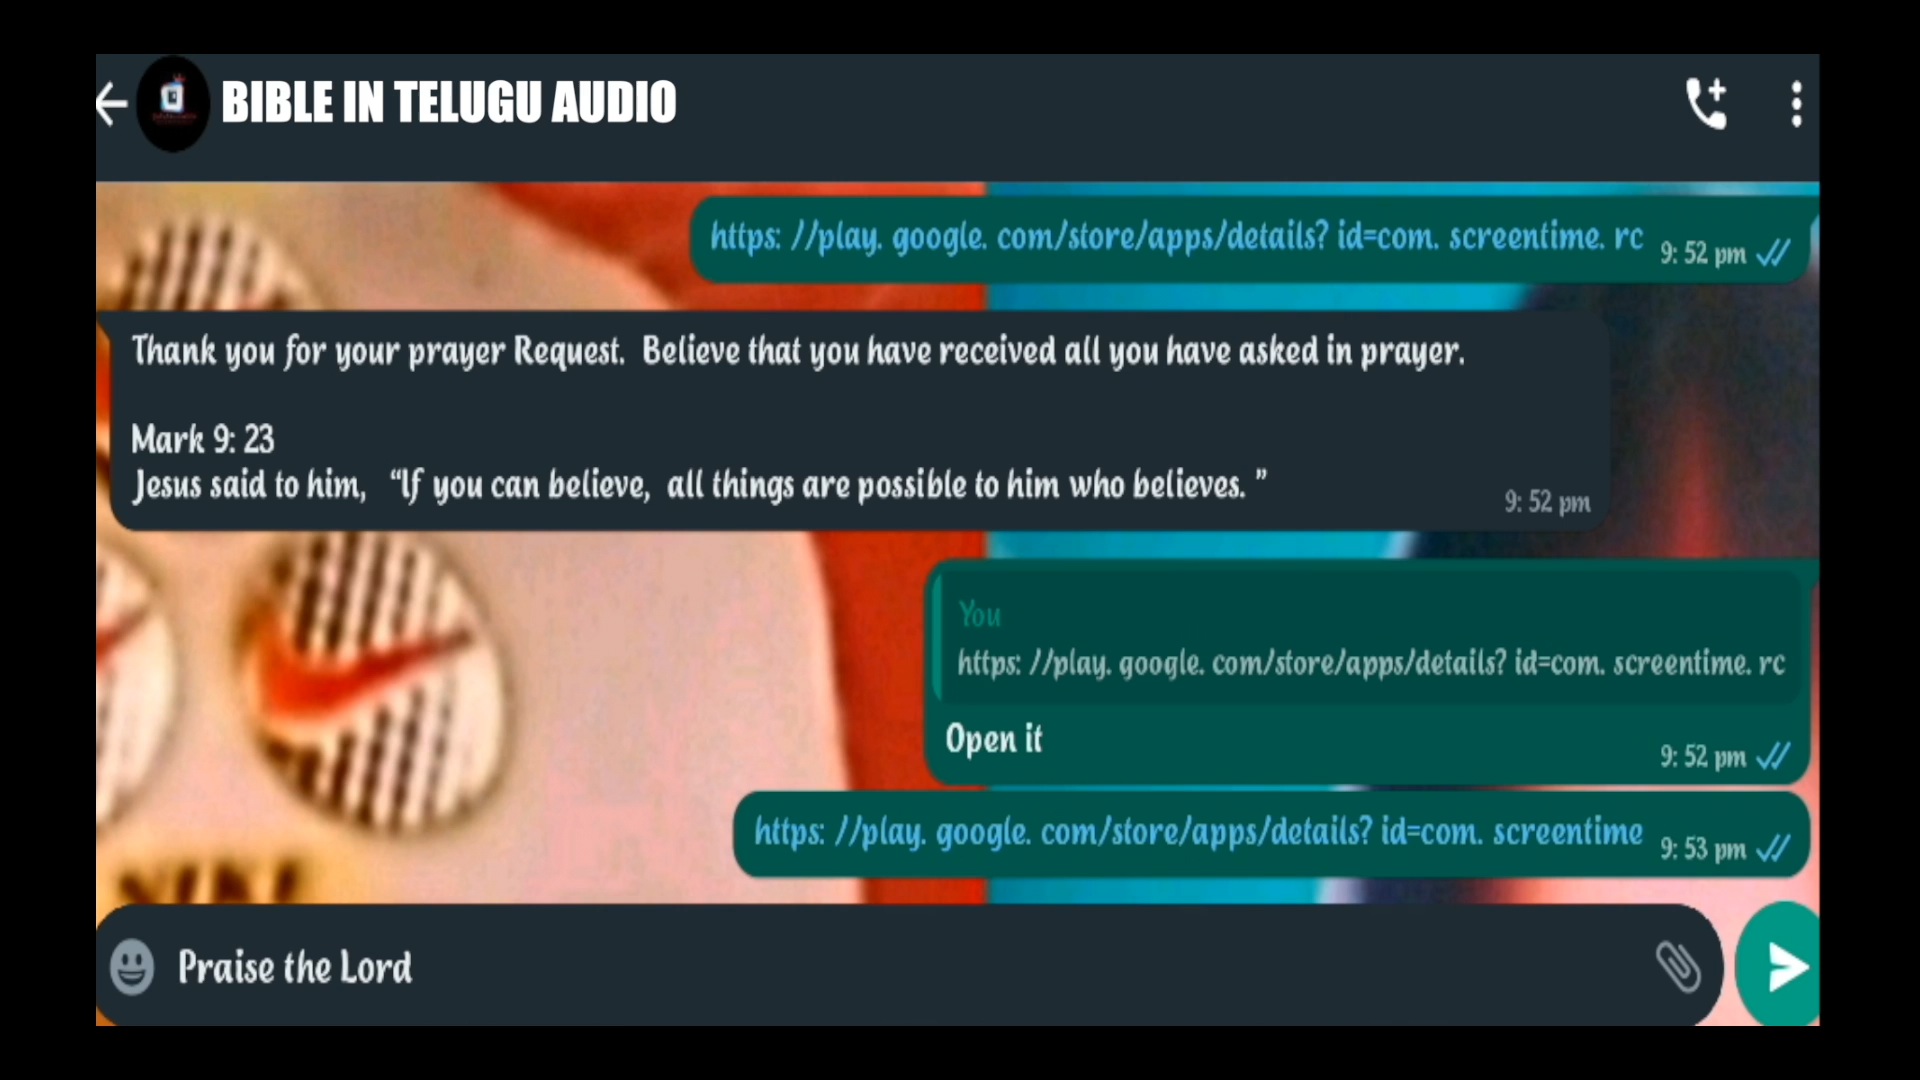 BIBLE IN TELUGU AUDIO
https: //play. google. com/store/apps/details? id=com. screentime. rc 9: 52 pm
Thank you for your prayer Request. Believe that you have received all you have asked in prayer.
Mark 9: 23
Jesus said to him, “If you can believe, all things are possible to him who believes. ”
9: 52 pm
You
https: //play. google. com/store/apps/details? id=com. screentime. rc
Open it
9: 52 pm
https: //play. google. com/store/apps/details? id=com. screentime 9: 53 pm
Praise the Lord